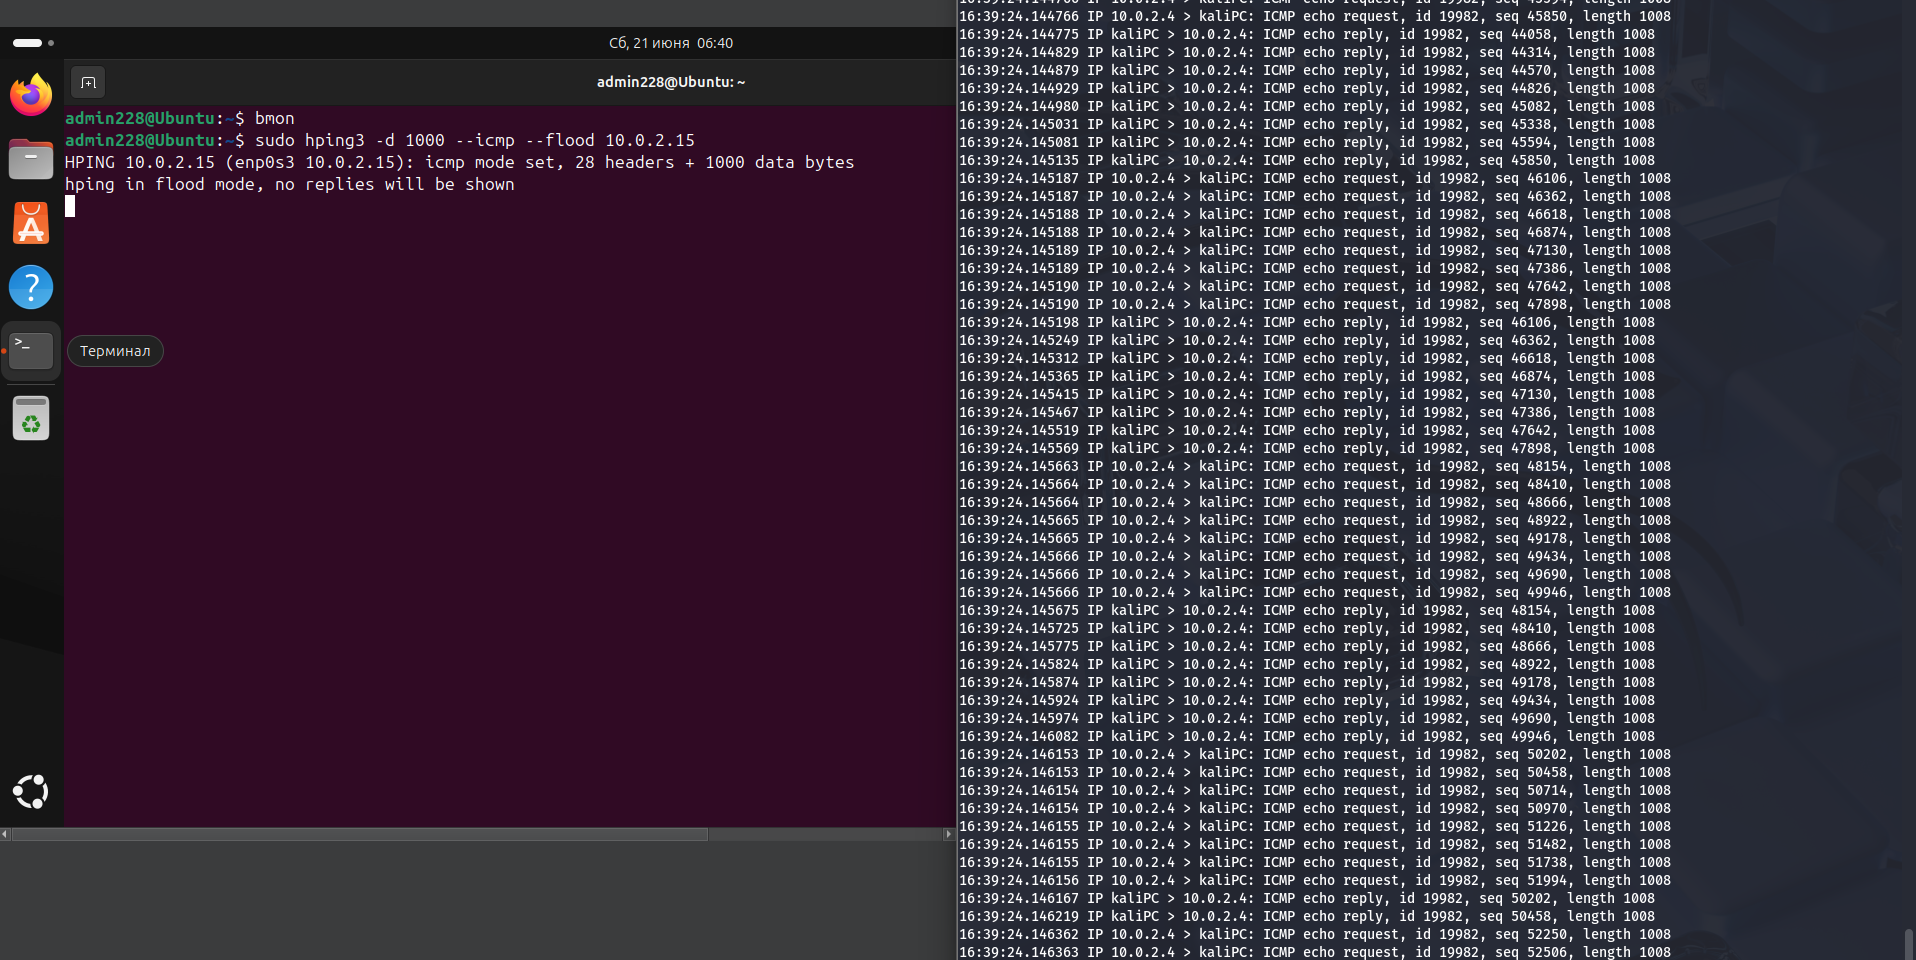 Сб, 21 июня 06:40
admin228@Ubuntu: ~
admin228@Ubuntu:~$ bmon
admin228@Ubuntu:~$ sudo hping3 -d 1000 --icmp --flood 10.0.2.15
HPING 10.0.2.15 (enp0s3 10.0.2.15): icmp mode set, 28 headers + 1000 data bytes
hping in flood mode, no replies will be shown
Терминал
16:39:24.144766 IP 10.0.2.4 > kaliPC: ICMP echo request, id 19982, seq 45850, length 1008
16:39:24.144775 IP kaliPC > 10.0.2.4: ICMP echo reply, id 19982, seq 44058, length 1008
16:39:24.144829 IP kaliPC > 10.0.2.4: ICMP echo reply, id 19982, seq 44314, length 1008
16:39:24.144879 IP kaliPC > 10.0.2.4: ICMP echo reply, id 19982, seq 44570, length 1008
16:39:24.144929 IP kaliPC > 10.0.2.4: ICMP echo reply, id 19982, seq 44826, length 1008
16:39:24.144980 IP kaliPC > 10.0.2.4: ICMP echo reply, id 19982, seq 45082, length 1008
16:39:24.145031 IP kaliPC > 10.0.2.4: ICMP echo reply, id 19982, seq 45338, length 1008
16:39:24.145081 IP kaliPC > 10.0.2.4: ICMP echo reply, id 19982, seq 45594, length 1008
16:39:24.145135 IP kaliPC > 10.0.2.4: ICMP echo reply, id 19982, seq 45850, length 1008
16:39:24.145187 IP 10.0.2.4 > kaliPC: ICMP echo request, id 19982, seq 46106, length 1008
16:39:24.145187 IP 10.0.2.4 > kaliPC: ICMP echo request, id 19982, seq 46362, length 1008
16:39:24.145188 IP 10.0.2.4 > kaliPC: ICMP echo request, id 19982, seq 46618, length 1008
16:39:24.145188 IP 10.0.2.4 > kaliPC: ICMP echo request, id 19982, seq 46874, length 1008
16:39:24.145189 IP 10.0.2.4 > kaliPC: ICMP echo request, id 19982, seq 47130, length 1008
16:39:24.145189 IP 10.0.2.4 > kaliPC: ICMP echo request, id 19982, seq 47386, length 1008
16:39:24.145190 IP 10.0.2.4 > kaliPC: ICMP echo request, id 19982, seq 47642, length 1008
16:39:24.145190 IP 10.0.2.4 > kaliPC: ICMP echo request, id 19982, seq 47898, length 1008
16:39:24.145198 IP kaliPC > 10.0.2.4: ICMP echo reply, id 19982, seq 46106, length 1008
16:39:24.145249 IP kaliPC > 10.0.2.4: ICMP echo reply, id 19982, seq 46362, length 1008
16:39:24.145312 IP kaliPC > 10.0.2.4: ICMP echo reply, id 19982, seq 46618, length 1008
16:39:24.145365 IP kaliPC > 10.0.2.4: ICMP echo reply, id 19982, seq 46874, length 1008
16:39:24.145415 IP kaliPC > 10.0.2.4: ICMP echo reply, id 19982, seq 47130, length 1008
16:39:24.145467 IP kaliPC > 10.0.2.4: ICMP echo reply, id 19982, seq 47386, length 1008
16:39:24.145519 IP kaliPC > 10.0.2.4: ICMP echo reply, id 19982, seq 47642, length 1008
16:39:24.145569 IP kaliPC > 10.0.2.4: ICMP echo reply, id 19982, seq 47898, length 1008
16:39:24.145663 IP 10.0.2.4 > kaliPC: ICMP echo request, id 19982, seq 48154, length 1008
16:39:24.145664 IP 10.0.2.4 > kaliPC: ICMP echo request, id 19982, seq 48410, length 1008
16:39:24.145664 IP 10.0.2.4 > kaliPC: ICMP echo request, id 19982, seq 48666, length 1008
16:39:24.145665 IP 10.0.2.4 > kaliPC: ICMP echo request, id 19982, seq 48922, length 1008
16:39:24.145665 IP 10.0.2.4 > kaliPC: ICMP echo request, id 19982, seq 49178, length 1008
16:39:24.145666 IP 10.0.2.4 > kaliPC: ICMP echo request, id 19982, seq 49434, length 1008
16:39:24.145666 IP 10.0.2.4 > kaliPC: ICMP echo request, id 19982, seq 49690, length 1008
16:39:24.145666 IP 10.0.2.4 > kaliPC: ICMP echo request, id 19982, seq 49946, length 1008
16:39:24.145675 IP kaliPC > 10.0.2.4: ICMP echo reply, id 19982, seq 48154, length 1008
16:39:24.145725 IP kaliPC > 10.0.2.4: ICMP echo reply, id 19982, seq 48410, length 1008
16:39:24.145775 IP kaliPC > 10.0.2.4: ICMP echo reply, id 19982, seq 48666, length 1008
16:39:24.145824 IP kaliPC > 10.0.2.4: ICMP echo reply, id 19982, seq 48922, length 1008
16:39:24.145874 IP kaliPC > 10.0.2.4: ICMP echo reply, id 19982, seq 49178, length 1008
16:39:24.145924 IP kaliPC > 10.0.2.4: ICMP echo reply, id 19982, seq 49434, length 1008
16:39:24.145974 IP kaliPC > 10.0.2.4: ICMP echo reply, id 19982, seq 49690, length 1008
16:39:24.146082 IP kaliPC > 10.0.2.4: ICMP echo reply, id 19982, seq 49946, length 1008
16:39:24.146153 IP 10.0.2.4 > kaliPC: ICMP echo request, id 19982, seq 50202, length 1008
16:39:24.146153 IP 10.0.2.4 > kaliPC: ICMP echo request, id 19982, seq 50458, length 1008
16:39:24.146154 IP 10.0.2.4 > kaliPC: ICMP echo request, id 19982, seq 50714, length 1008
16:39:24.146154 IP 10.0.2.4 > kaliPC: ICMP echo request, id 19982, seq 50970, length 1008
16:39:24.146155 IP 10.0.2.4 > kaliPC: ICMP echo request, id 19982, seq 51226, length 1008
16:39:24.146155 IP 10.0.2.4 > kaliPC: ICMP echo request, id 19982, seq 51482, length 1008
16:39:24.146155 IP 10.0.2.4 > kaliPC: ICMP echo request, id 19982, seq 51738, length 1008
16:39:24.146156 IP 10.0.2.4 > kaliPC: ICMP echo request, id 19982, seq 51994, length 1008
16:39:24.146167 IP kaliPC > 10.0.2.4: ICMP echo reply, id 19982, seq 50202, length 1008
16:39:24.146219 IP kaliPC > 10.0.2.4: ICMP echo reply, id 19982, seq 50458, length 1008
16:39:24.146362 IP 10.0.2.4 > kaliPC: ICMP echo request, id 19982, seq 52250, length 1008
16:39:24.146363 IP 10.0.2.4 > kaliPC: ICMP echo request, id 19982, seq 52506, length 1008